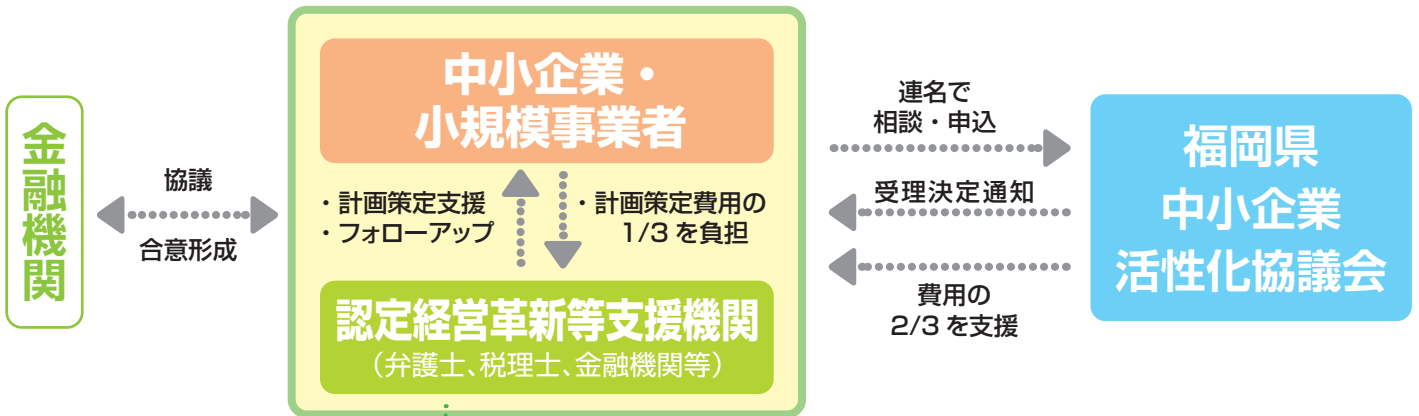 金融機関
協議
合意形成
中小企業・
小規模事業者
・計画策定支援
・フォローアップ
・計画策定費用の
1/3 を負担
認定経営革新等支援機関
（弁護士、税理士、金融機関等）
連名で
相談・申込
受理決定通知
費用の
2/3 を支援
福岡県
中小企業
活性化協議会